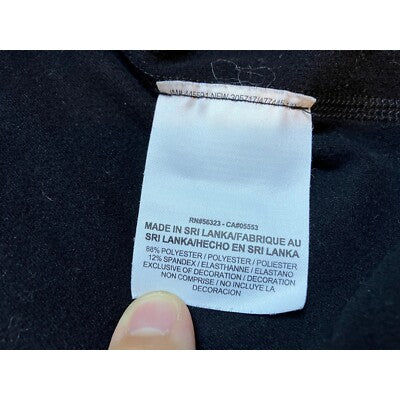 RN#56323 - CA#05553
MADE IN SRI LANKA/FABRIQUE AU
SRI LANKA/HECHO EN SRI LANKA
88% POLYESTER / POLYESTER / POLIESTER
12% SPANDEX / ELASTHANNE / ELASTANO
EXCLUSIVE OF DECORATION / DECORATION
NON COMPRISE / NO INCLUYE LA
DECORACION